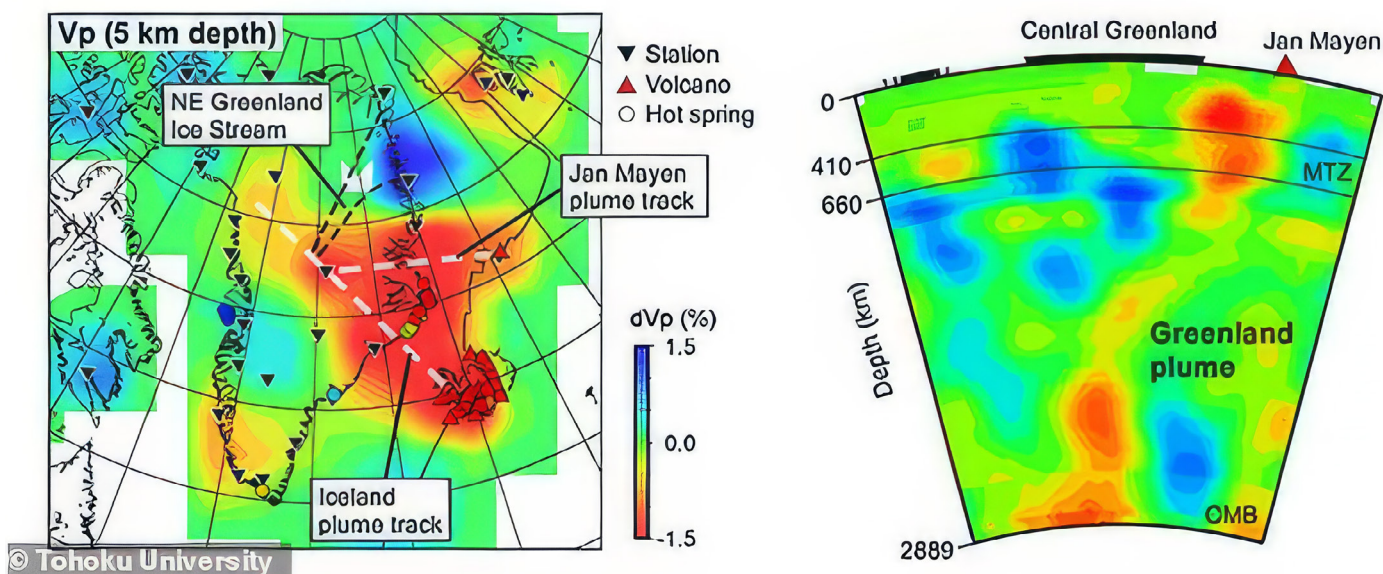 Vp (5 km depth)
NE Greenland
Ice Stream
Station
Volcano
Hot spring
Jan Mayen
plume track
dVp (%)
1.5
0.0
-1.5
Iceland
plume track
© Tohoku University
Central Greenland
Jan Mayen
0
410
660
MTZ
Depth (km)
Greenland
plume
CMB
2889